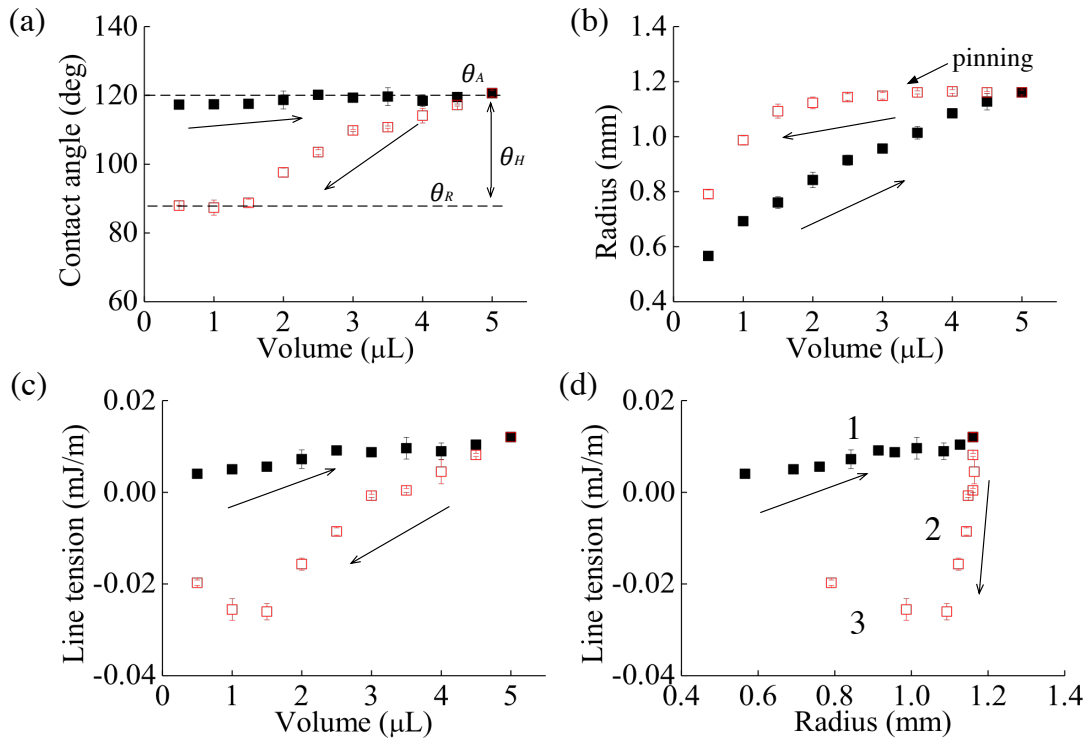 (a)
Contact angle (deg)
140
120
100
80
60
θA
θH
θR
0 1 2 3 4 5
Volume (μL)
(b)
Radius (mm)
1.4
1.2
1.0
0.8
0.6
0.4
pinning
1 2 3 4 5
Volume (μL)
(c)
Line tension (mJ/m)
0.02
0.00
-0.02
-0.04
0 1 2 3 4 5
Volume (μL)
(d)
Line tension (mJ/m)
0.02
0.00
-0.02
-0.04
1
2
3
0.4 0.6 0.8 1.0 1.2 1.4
Radius (mm)